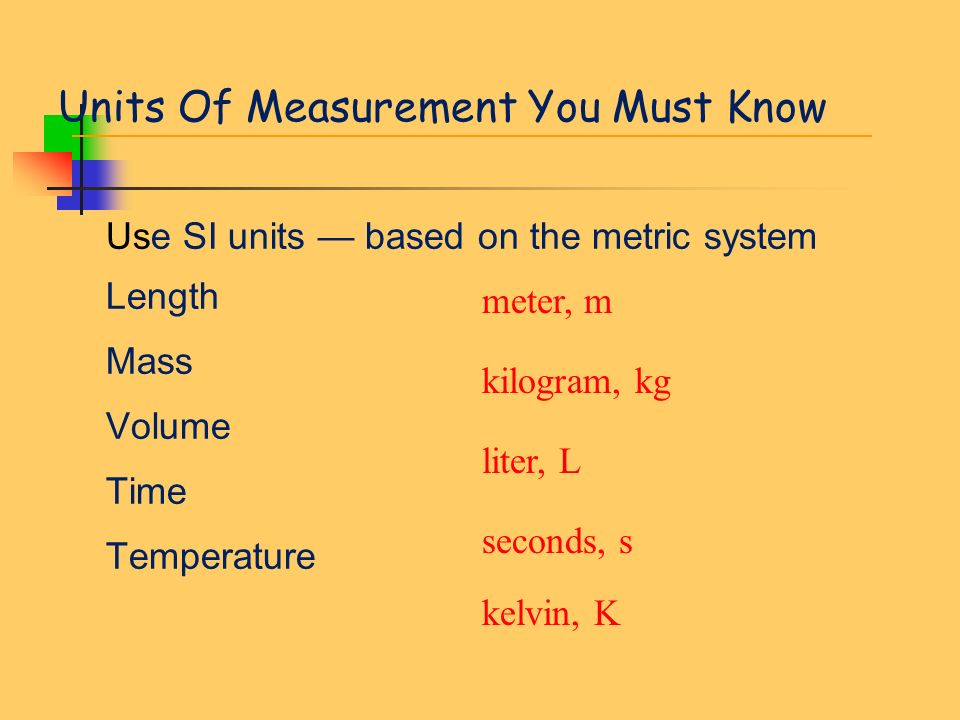 Units Of Measurement You Must Know
Use SI units — based on the metric system
Length
meter, m
Mass
kilogram, kg
Volume
liter, L
Time
seconds, s
Temperature
kelvin, K